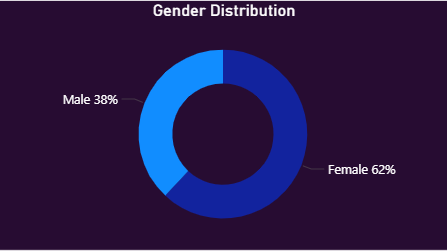 Gender Distribution
Male 38%
Female 62%